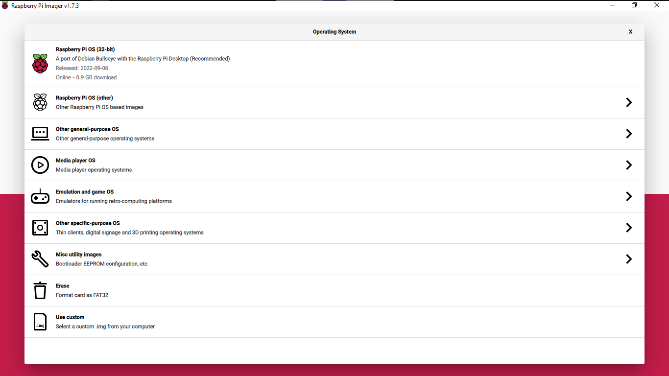 Raspberry Pi Imager v1.7.3
Operating System
X
Raspberry Pi OS (32-bit)
A port of Debian Bullseye with the Raspberry Pi Desktop (Recommended)
Released: 2022-09-06
Online - 0.9 GB download
Raspberry Pi OS (other)
Other Raspberry Pi OS based images
Other general-purpose OS
Other general-purpose operating systems
Media player OS
Media player operating systems
Emulation and game OS
Emulators for running retro-computing platforms
Other specific-purpose OS
Thin clients, digital signage and 3D printing operating systems
Misc utility images
Bootloader EEPROM configuration, etc.
Erase
Format card as FAT32
Use custom
.img
Select a custom .img from your computer